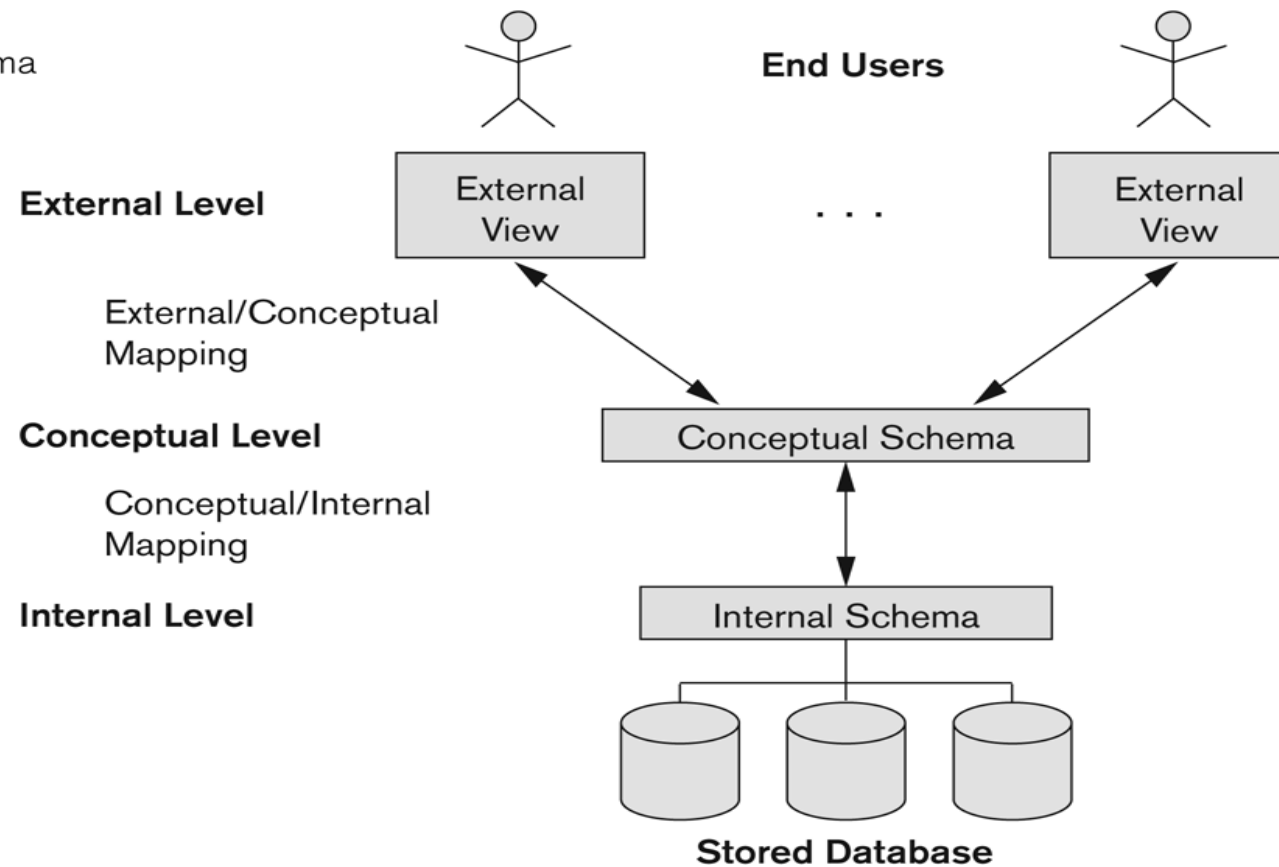 ma
End Users
External Level
External
View
. . .
External
View
External/Conceptual
Mapping
Conceptual Level
Conceptual Schema
Conceptual/Internal
Mapping
Internal Level
Internal Schema
Stored Database